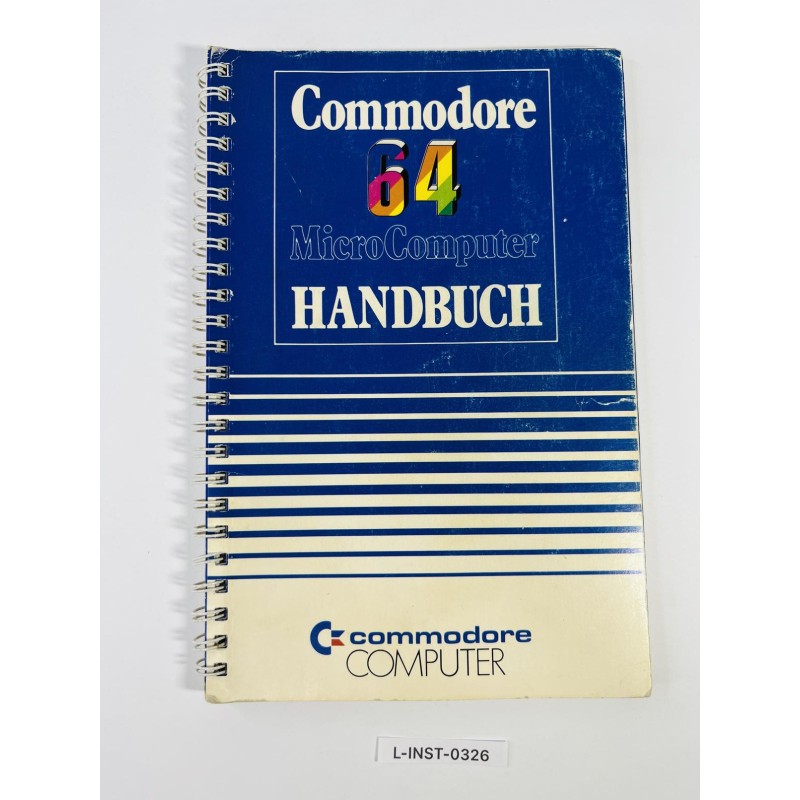 Commodore
64
MicroComputer
HANDBUCH
commodore
COMPUTER
L-INST-0326